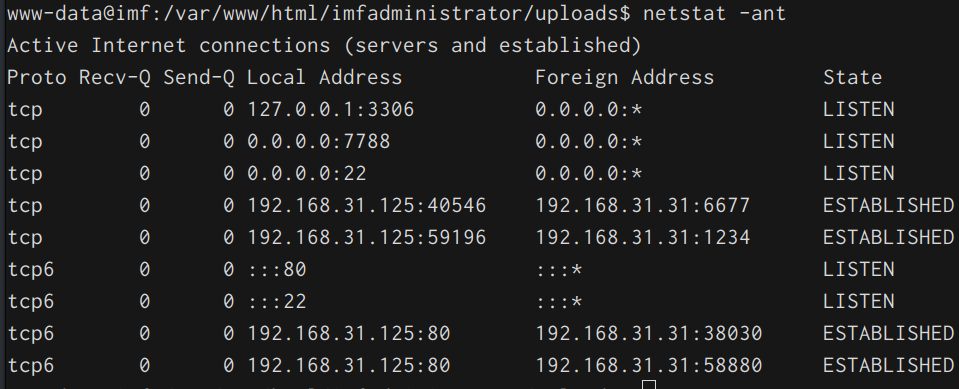 www-data@imf:/var/www/html/imfadministrator/uploads$ netstat -ant
Active Internet connections (servers and established)
Proto Recv-Q Send-Q Local Address Foreign Address State
tcp 0 0 127.0.0.1:3306 0.0.0.0:* LISTEN
tcp 0 0 0.0.0.0:7788 0.0.0.0:* LISTEN
tcp 0 0 0.0.0.0:22 0.0.0.0:* LISTEN
tcp 0 0 192.168.31.125:40546 192.168.31.31:6677 ESTABLISHED
tcp 0 0 192.168.31.125:59196 192.168.31.31:1234 ESTABLISHED
tcp6 0 0 :::80 :::* LISTEN
tcp6 0 0 :::22 :::* LISTEN
tcp6 0 0 192.168.31.125:80 192.168.31.31:38030 ESTABLISHED
tcp6 0 0 192.168.31.125:80 192.168.31.31:58880 ESTABLISHED